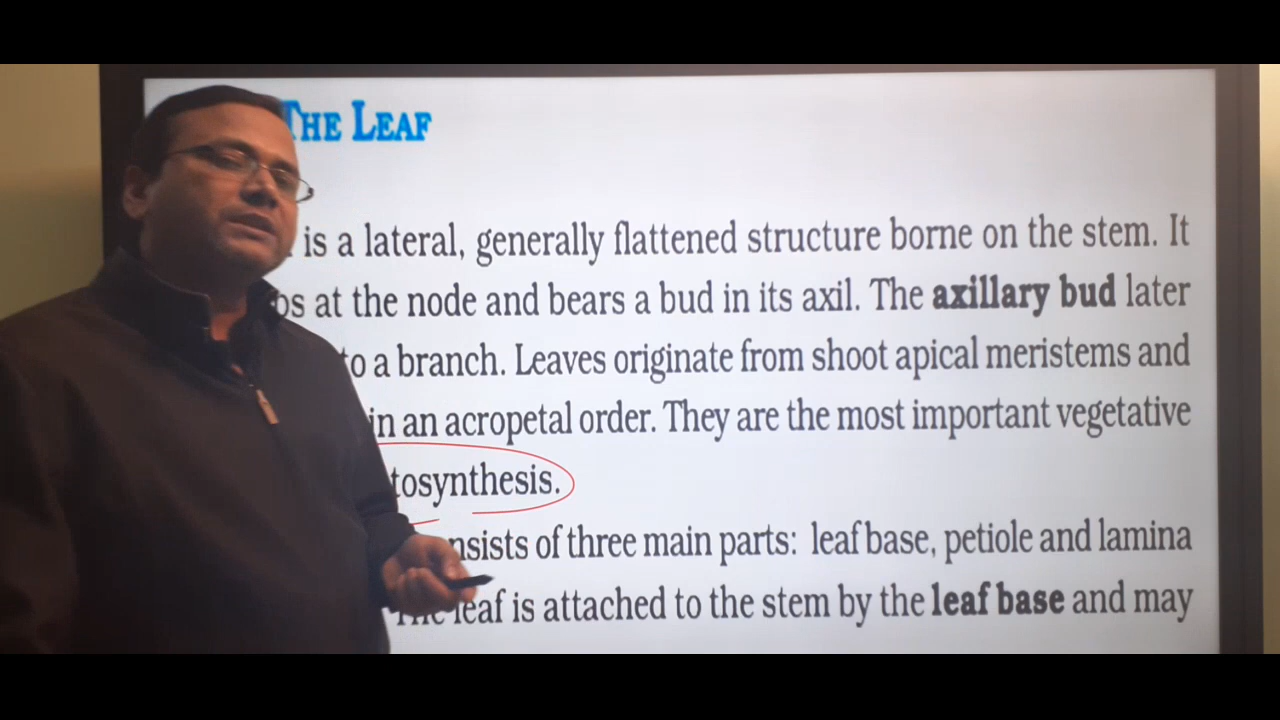 THE LEAF
is a lateral, generally flattened structure borne on the stem. It
at the node and bears a bud in its axil. The axillary bud later
a branch. Leaves originate from shoot apical meristems and
in an acropetal order. They are the most important vegetative
tosynthesis.
nsists of three main parts: leaf base, petiole and lamina
The leaf is attached to the stem by the leaf base and may